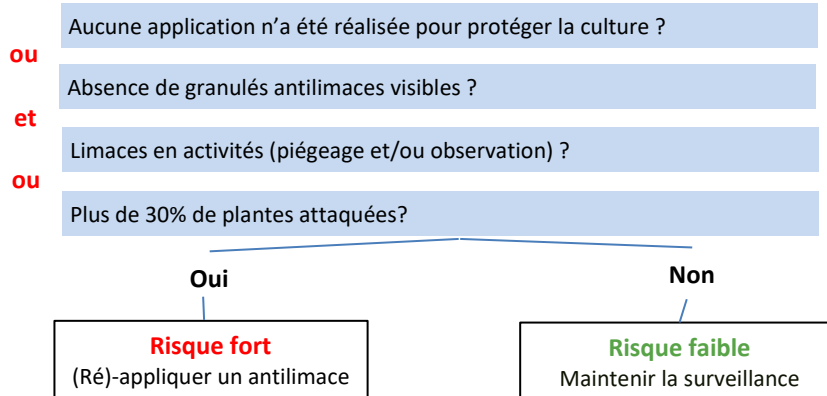 Aucune application n'a été réalisée pour protéger la culture ?
ou
Absence de granulés antilimaces visibles ?
et
Limaces en activités (piégeage et/ou observation) ?
ou
Plus de 30% de plantes attaquées?
Oui
Non
Risque fort
(Ré)-appliquer un antilimace
Risque faible
Maintenir la surveillance